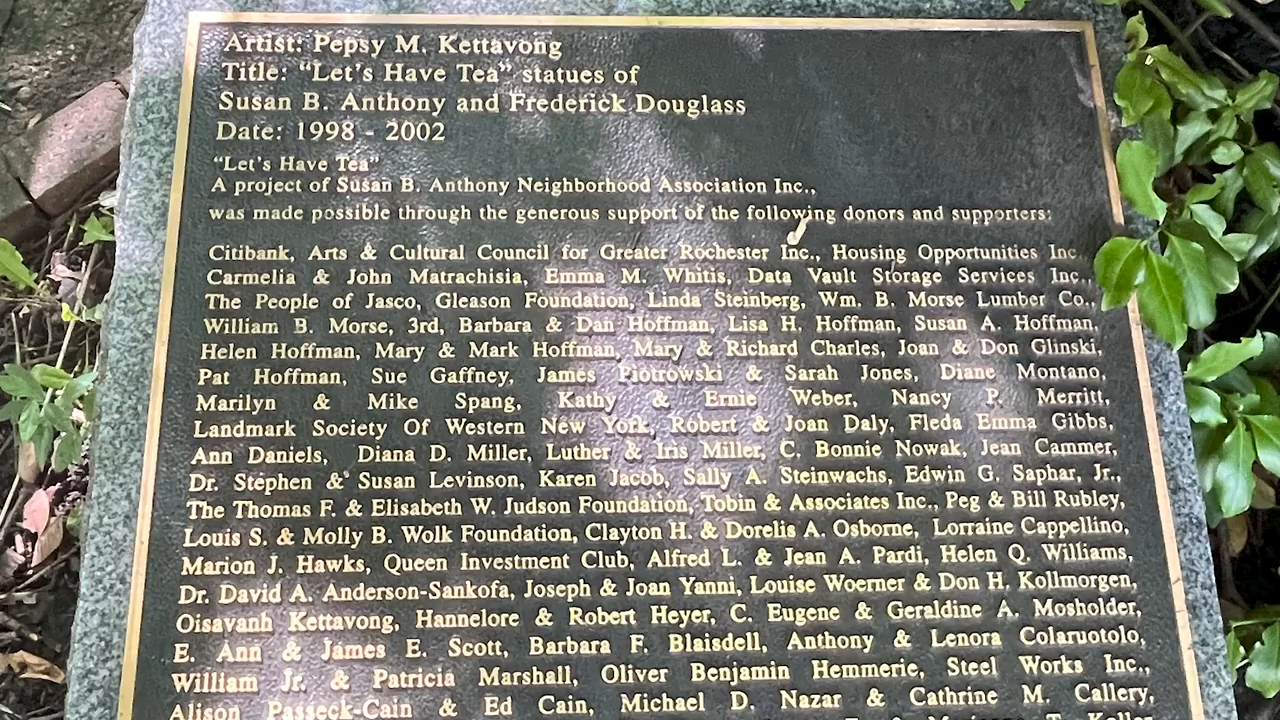 Artist: Pepsy M. Kettavong
Title: “Let’s Have Tea” statues of
Susan B. Anthony and Frederick Douglass
Date: 1998 - 2002
“Let’s Have Tea”
A project of Susan B. Anthony Neighborhood Association Inc.,
was made possible through the generous support of the following donors and supporters:
Citibank, Arts & Cultural Council for Greater Rochester Inc., Housing Opportunities Inc.,
Carmelia & John Matrachisia, Emma M. Whitis, Data Vault Storage Services Inc.,
The People of Jasco, Gleason Foundation, Linda Steinberg, Wm. B. Morse Lumber Co.,
William B. Morse, 3rd, Barbara & Dan Hoffman, Lisa H. Hoffman, Susan A. Hoffman,
Helen Hoffman, Mary & Mark Hoffman, Mary & Richard Charles, Joan & Don Glinski,
Pat Hoffman, Sue Gaffney, James Piotrowski & Sarah Jones, Diane Montano,
Marilyn & Mike Spang, Kathy & Ernie Weber, Nancy P. Merritt,
Landmark Society Of Western New York, Robert & Joan Daly, Fleda Emma Gibbs,
Ann Daniels, Diana D. Miller, Luther & Iris Miller, C. Bonnie Nowak, Jean Cammer,
Dr. Stephen & Susan Levinson, Karen Jacob, Sally A. Steinwachs, Edwin G. Saphar, Jr.,
The Thomas F. & Elisabeth W. Judson Foundation, Tobin & Associates Inc., Peg & Bill Rubley,
Louis S. & Molly B. Wolk Foundation, Clayton H. & Dorelis A. Osborne, Lorraine Cappellino,
Marion J. Hawks, Queen Investment Club, Alfred L. & Jean A. Pardi, Helen Q. Williams,
Dr. David A. Anderson-Sankofa, Joseph & Joan Yanni, Louise Woerner & Don H. Kollmorgen,
Oisavanh Kettavong, Hannelore & Robert Heyer, C. Eugene & Geraldine A. Mosholder,
E. Ann & James E. Scott, Barbara F. Blaisdell, Anthony & Lenora Colaruotolo,
William Jr. & Patricia Marshall, Oliver Benjamin Hemmerie, Steel Works Inc.,
Alison Passeck-Cain & Ed Cain, Michael D. Nazar & Cathrine M. Callery,